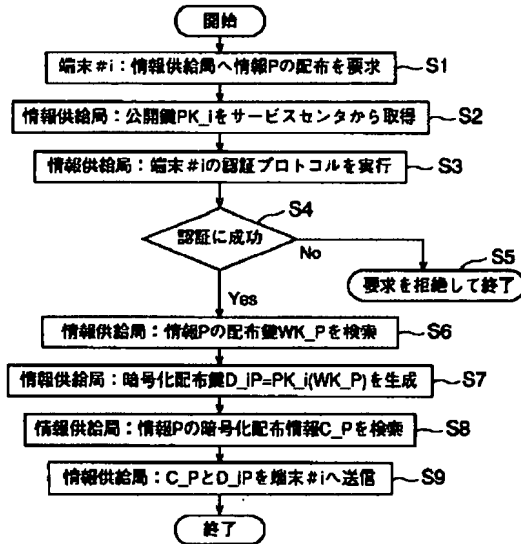 開始
端末#i:情報供給局へ情報Pの配布を要求
S1
情報供給局:公開鍵PK_iをサービスセンタから取得
S2
情報供給局:端末#iの認証プロトコルを実行
S3
認証に成功
S4
No
S5
要求を拒絶して終了
Yes
情報供給局:情報Pの配布鍵WK_Pを検索
S6
情報供給局:暗号化配布鍵D_iP=PK_i(WK_P)を生成
S7
情報供給局:情報Pの暗号化配布情報C_Pを検索
S8
情報供給局:C_PとD_iPを端末#iへ送信
S9
終了